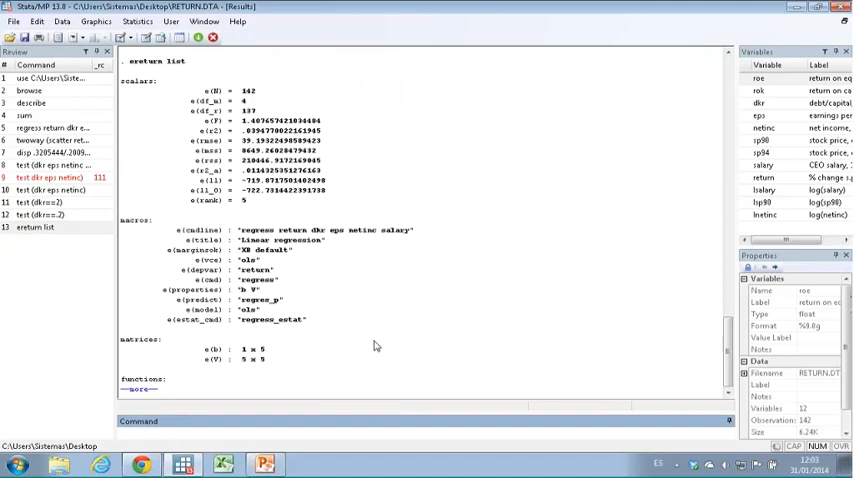 Stata/MP 13.0 - C:\Users\Sistemas\Desktop\RETURN.DTA - [Results]
File Edit Data Graphics Statistics User Window Help
Review
# Command _rc
1 use C:\Users\Siste...
2 browse
3 describe
4 sum
5 regress return dkr e...
6 twoway (scatter ret...
7 disp .3205444/.2009...
8 test (dkr eps netinc ...
9 test dkr eps netinc) 111
10 test (dkr eps netinc)
11 test (dkr==2)
12 test (dkr==.2)
13 ereturn list
. ereturn list
scalars:
e(N) = 142
e(df_m) = 4
e(df_r) = 137
e(F) = 1.407657421034404
e(r2) = .0394770022161945
e(rmse) = 39.19322498589423
e(mss) = 8649.26028479432
e(rss) = 210446.9172169045
e(r2_a) = .0114325351276163
e(ll) = -719.8717501402498
e(ll_0) = -722.7314422391738
e(rank) = 5
macros:
e(cmdline) : "regress return dkr eps netinc salary"
e(title) : "Linear regression"
e(marginsok) : "XB default"
e(vce) : "ols"
e(depvar) : "return"
e(cmd) : "regress"
e(properties) : "b V"
e(predict) : "regres_p"
e(model) : "ols"
e(estat_cmd) : "regress_estat"
matrices:
e(b) : 1 x 5
e(V) : 5 x 5
functions:
—more—
Command
C:\Users\Sistemas\Desktop
Variables
Variable Label
roe return on eq
rok return on ca
dkr debt/capital,
eps earnings per
netinc net income,
sp90 stock price,
sp94 stock price,
salary CEO salary,
return % change s.p
lsalary log(salary)
lsp90 log(sp90)
lnetinc log(netinc)
Properties
Variables
Name roe
Label return on eq
Type float
Format %9.0g
Value Label
Notes
Data
Filename RETURN.DTA
Label
Notes
Variables 12
Observation: 142
Size 6.24K
CAP NUM OVR
ES
12:03
31/01/2014